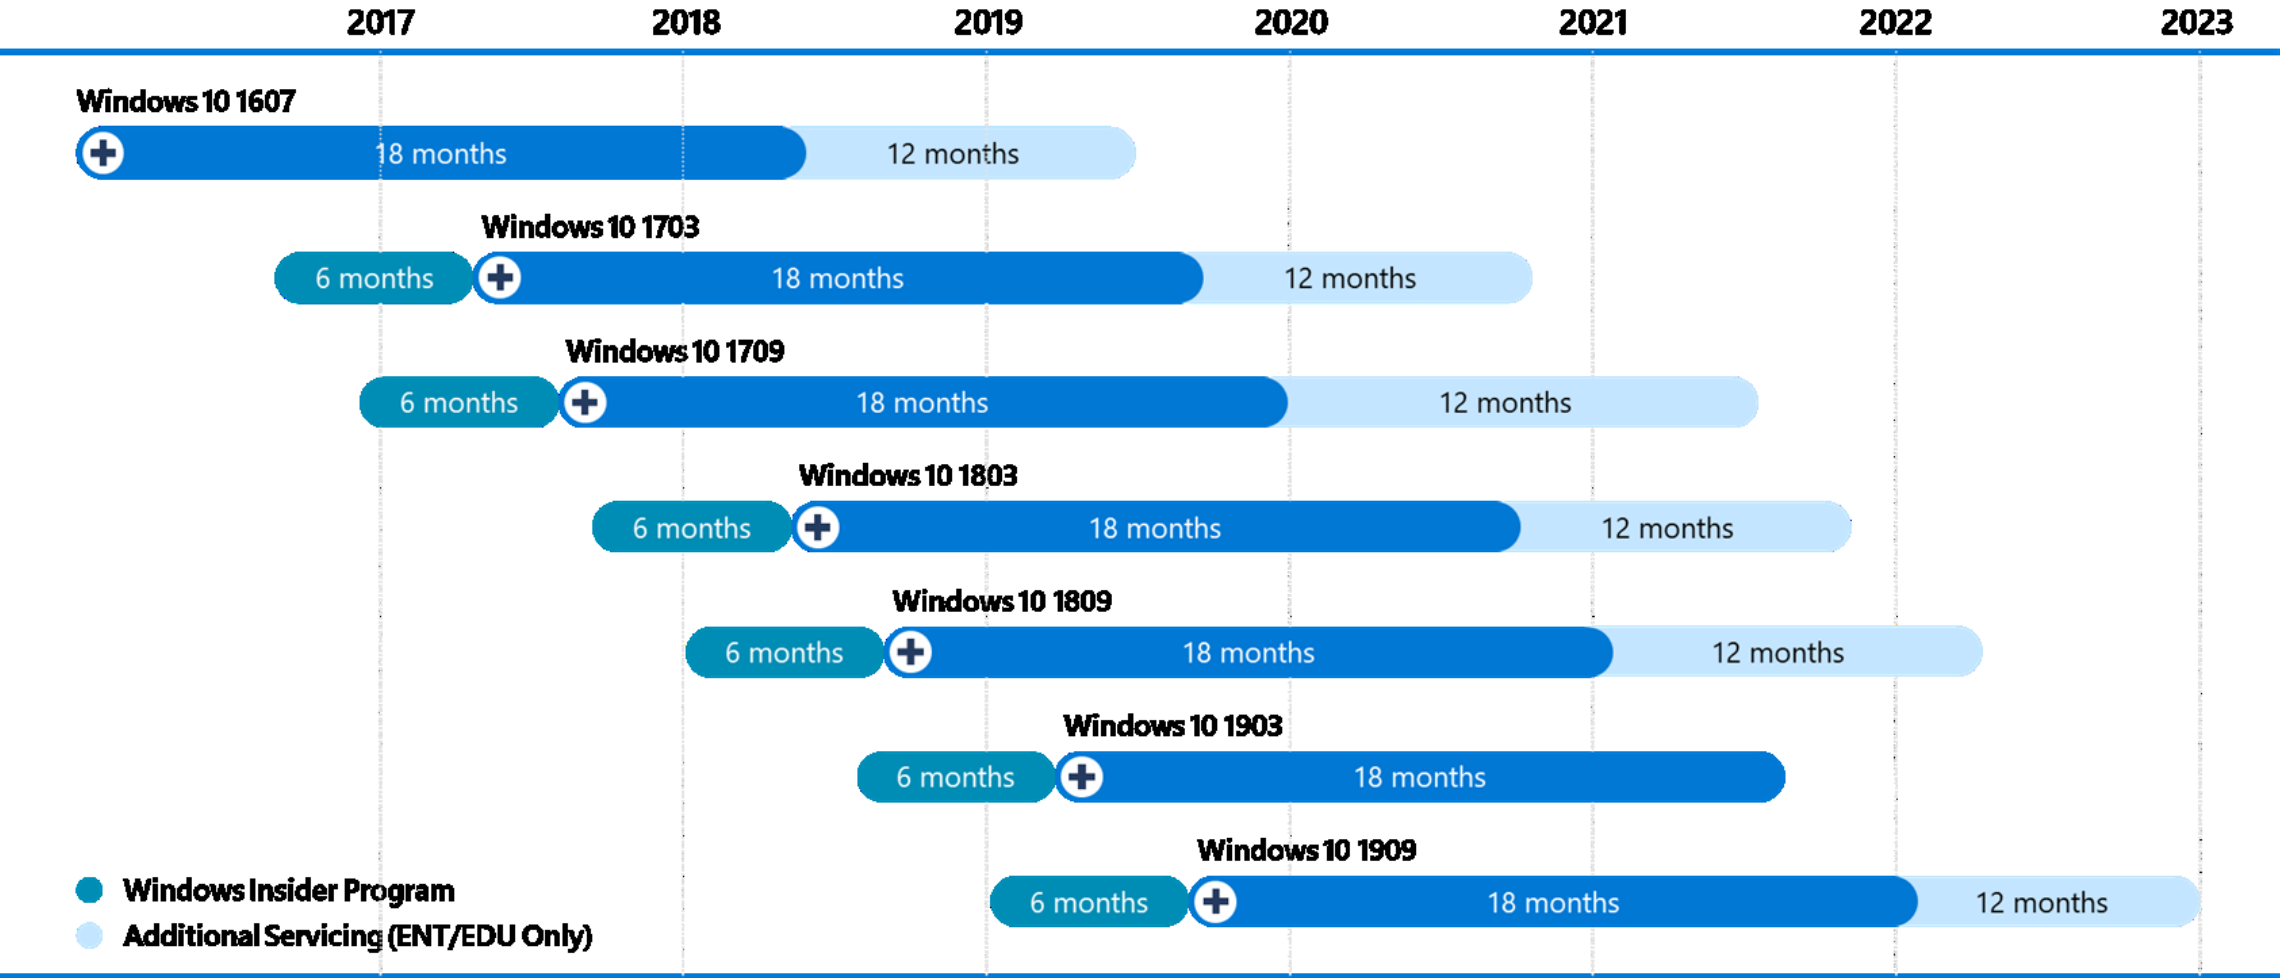 2017 2018 2019 2020 2021 2022 2023
Windows 10 1607
18 months 12 months
Windows 10 1703
6 months 18 months 12 months
Windows 10 1709
6 months 18 months 12 months
Windows 10 1803
6 months 18 months 12 months
Windows 10 1809
6 months 18 months 12 months
Windows 10 1903
6 months 18 months
Windows 10 1909
6 months 18 months 12 months
Windows Insider Program
Additional Servicing (ENT/EDU Only)